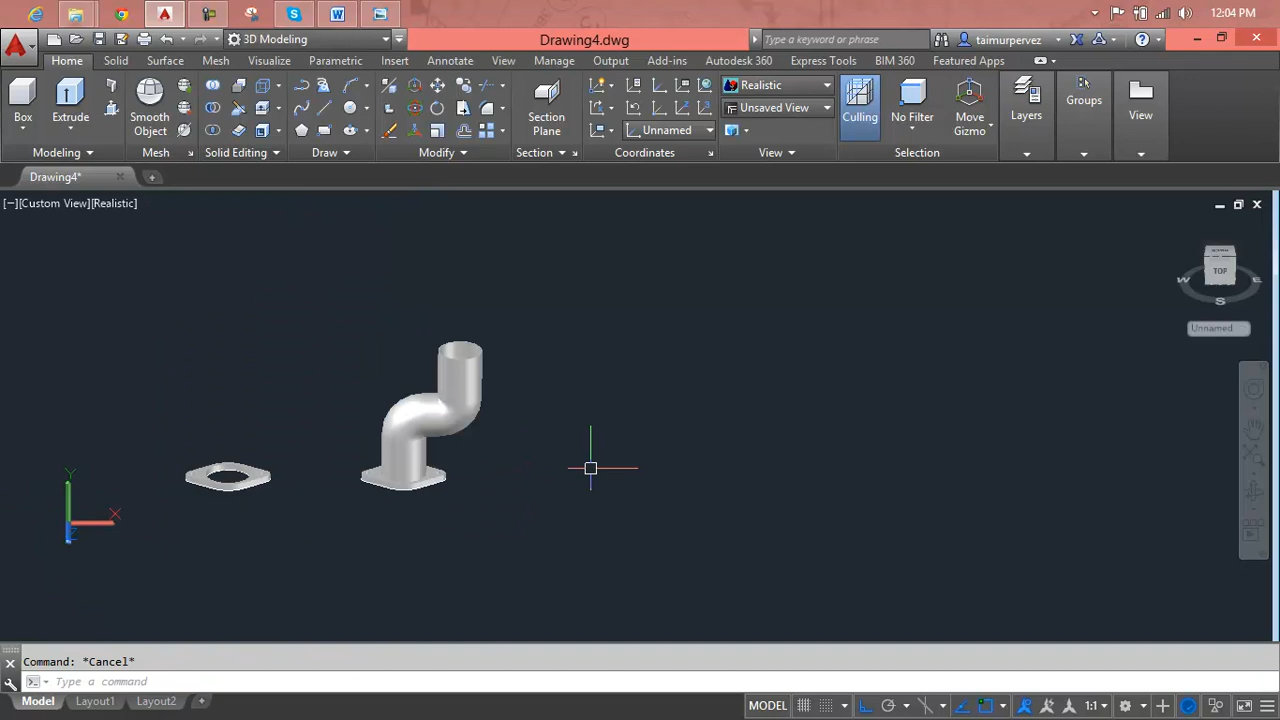 12:04 PM
3D Modeling
Drawing4.dwg
Type a keyword or phrase
taimurpervez
Home Solid Surface Mesh Visualize Parametric Insert Annotate View Manage Output Add-ins Autodesk 360 Express Tools BIM 360 Featured Apps
Realistic
Unsaved View
Unnamed
Box
Extrude
Smooth
Object
Section
Plane
Culling
No Filter
Move
Gizmo
Layers
Groups
View
Modeling
Mesh
Solid Editing
Draw
Modify
Section
Coordinates
View
Selection
Drawing4*
[−][Custom View][Realistic]
TOP
W
E
S
Unnamed
Y
X
Z
Command: *Cancel*
Type a command
Model Layout1 Layout2
MODEL
1:1